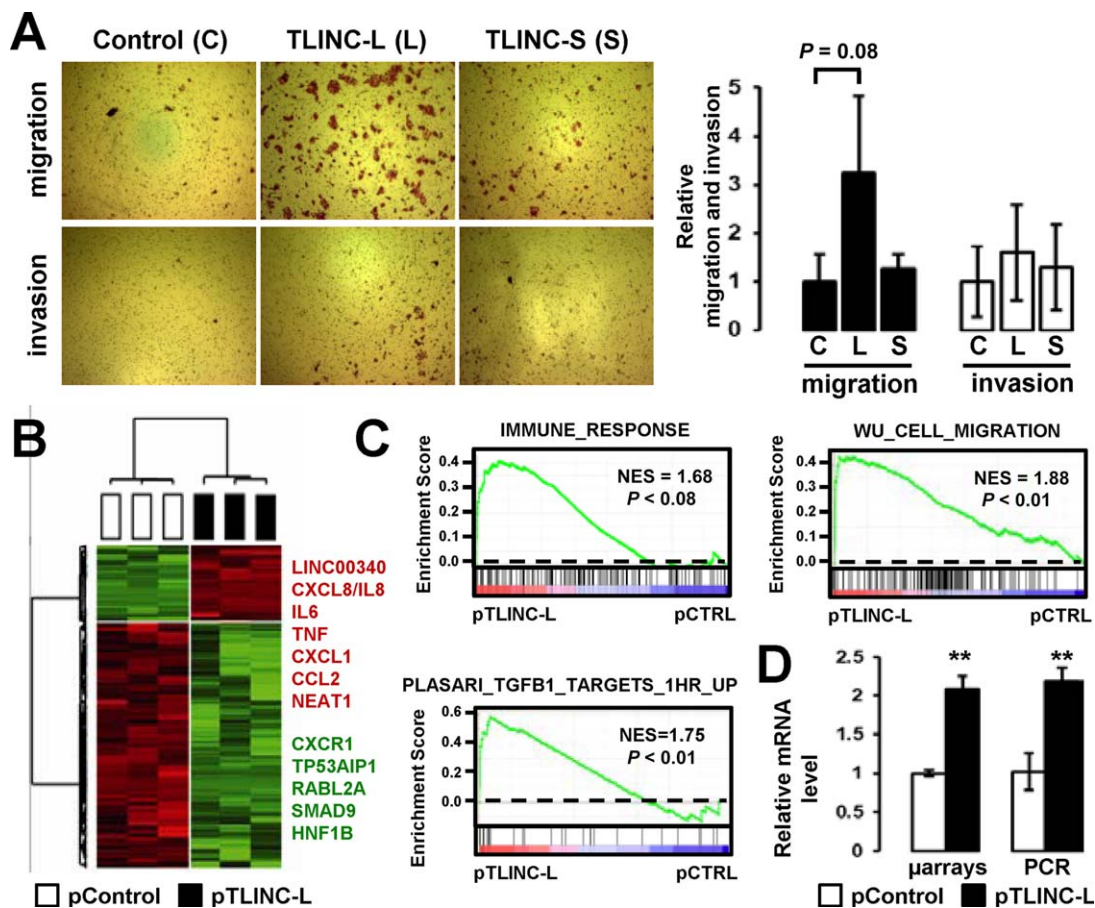 A
Control (C) TLINC-L (L) TLINC-S (S)
migration
invasion
P = 0.08
Relative
migration and invasion
5
4
3
2
1
0
C L S C L S
migration invasion
B
LINC00340
CXCL8/IL8
IL6
TNF
CXCL1
CCL2
NEAT1
CXCR1
TP53AIP1
RABL2A
SMAD9
HNF1B
pControl pTLINC-L
C
IMMUNE_RESPONSE
Enrichment Score
0.4
0.3
0.2
0.1
0.0
NES = 1.68
P < 0.08
pTLINC-L pCTRL
WU_CELL_MIGRATION
Enrichment Score
0.4
0.3
0.2
0.1
0.0
NES = 1.88
P < 0.01
pTLINC-L pCTRL
PLASARI_TGFB1_TARGETS_1HR_UP
Enrichment Score
0.6
0.4
0.2
0.0
NES=1.75
P < 0.01
pTLINC-L pCTRL
D
Relative mRNA
level
2.5
2
1.5
1
0.5
0
** **
µarrays PCR
pControl pTLINC-L